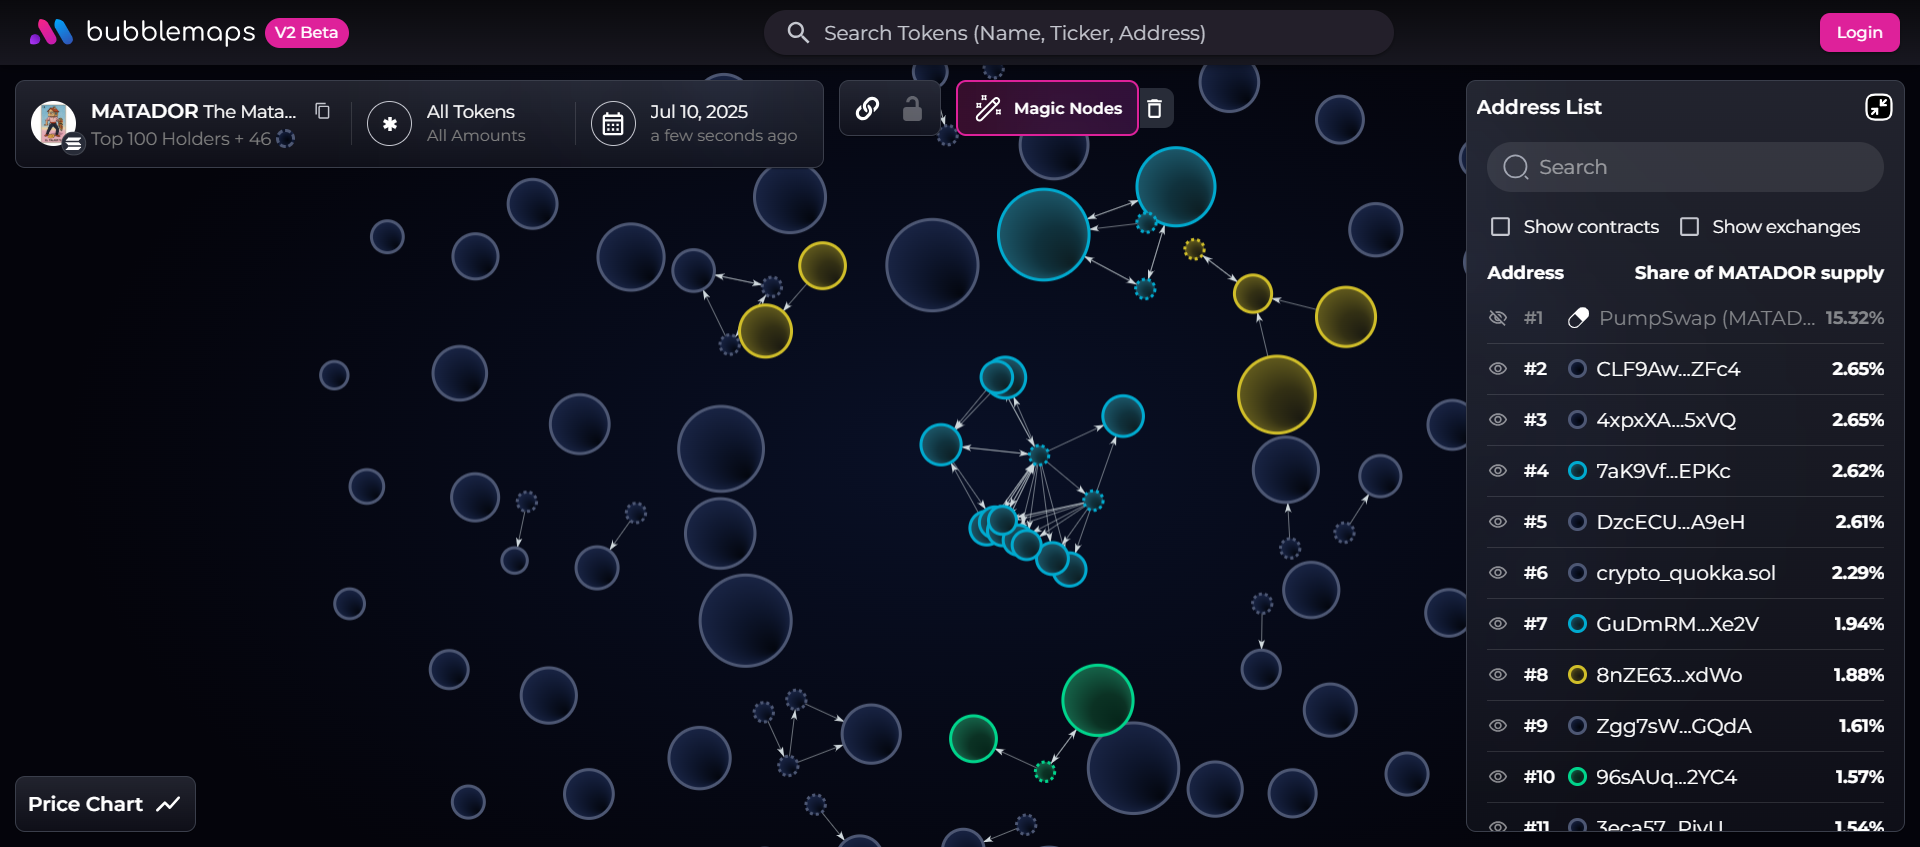 bubblemaps V2 Beta
Search Tokens (Name, Ticker, Address)
Login
MATADOR The Mata...
Top 100 Holders + 46
All Tokens
All Amounts
Jul 10, 2025
a few seconds ago
Magic Nodes
Address List
Search
Show contracts
Show exchanges
Address Share of MATADOR supply
#1 PumpSwap (MATAD... 15.32%
#2 CLF9Aw...ZFc4 2.65%
#3 4xpxXA...5xVQ 2.65%
#4 7aK9Vf...EPKc 2.62%
#5 DzcECU...A9eH 2.61%
#6 crypto_quokka.sol 2.29%
#7 GuDmRM...Xe2V 1.94%
#8 8nZE63...xdWo 1.88%
#9 Zgg7sW...GQdA 1.61%
#10 96sAUq...2YC4 1.57%
#11 1.54%
Price Chart